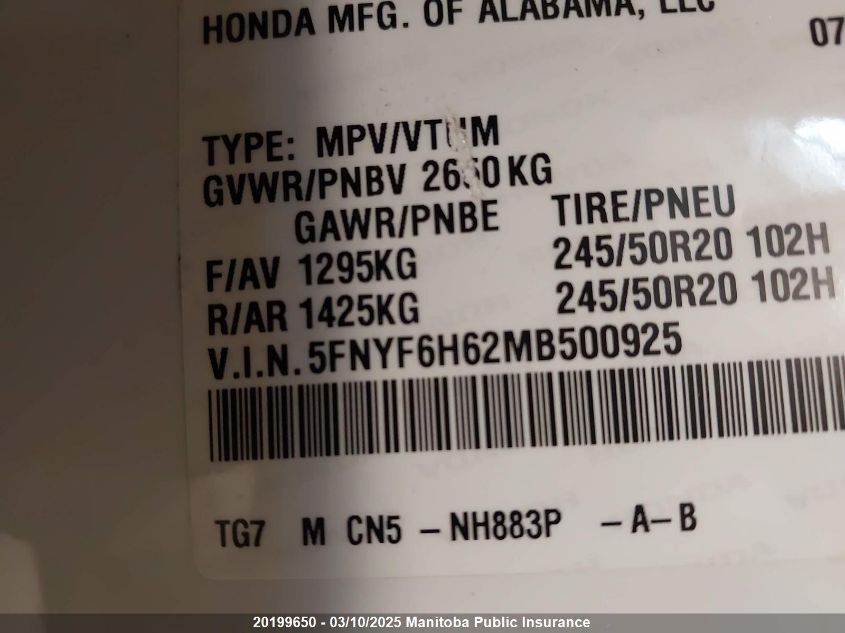 HONDA MFG. OF ALABAMA, LLC
07
TYPE: MPV/VTUM
GVWR/PNBV KG
GAWR/PNBE TIRE/PNEU
F/AV 1295KG 245/50R20 102H
R/AR 1425KG 245/50R20 102H
V.I.N. 5FNYF6H62MB500925
TG7 M CN5 – NH883P – A – B
20199650 - 03/10/2025 Manitoba Public Insurance